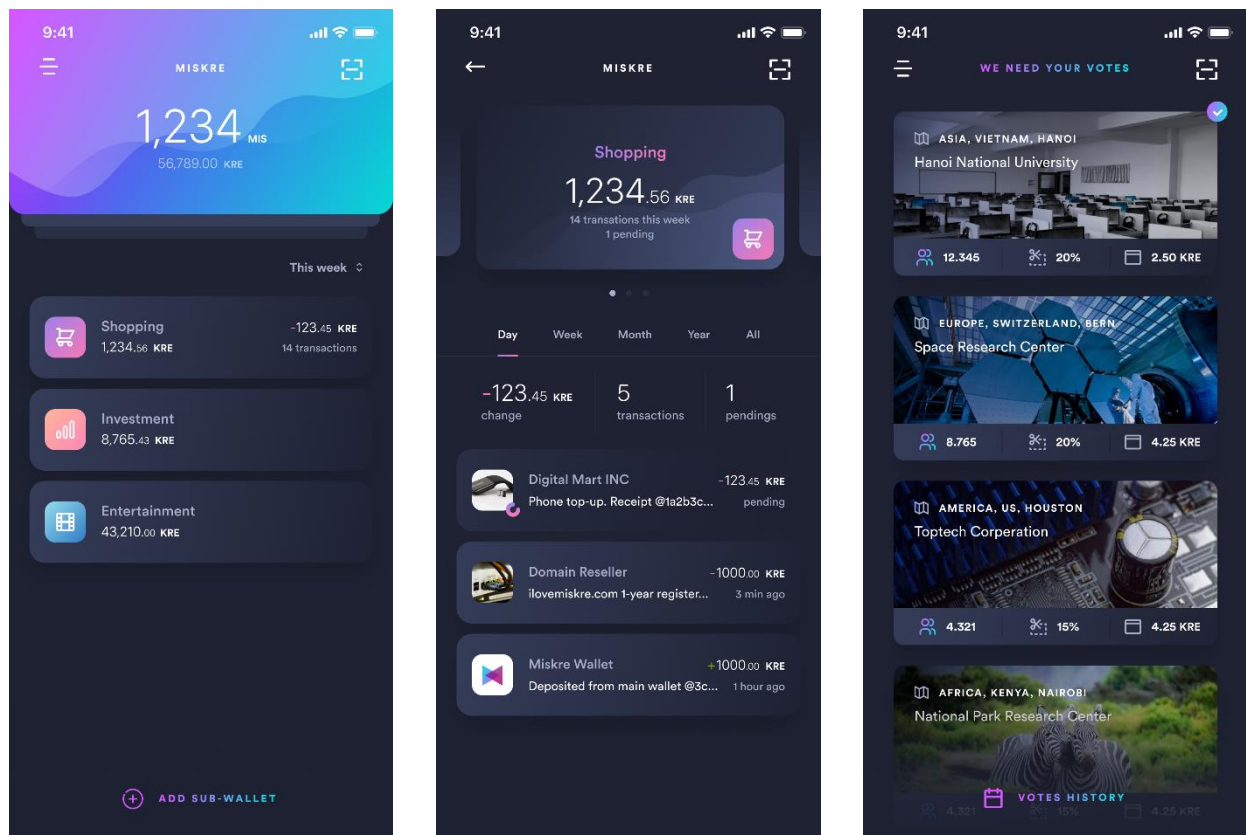 9:41
MISKRE
1,234 MIS
56,789.00 KRE
This week
Shopping
-123.45 KRE
1,234.56 KRE
14 transactions
Investment
8,765.43 KRE
Entertainment
43,210.00 KRE
ADD SUB-WALLET
9:41
MISKRE
Shopping
1,234.56 KRE
14 transations this week
1 pending
Day Week Month Year All
-123.45 KRE 5 1
change transactions pendings
Digital Mart INC -123.45 KRE
Phone top-up. Receipt @1a2b3c... pending
Domain Reseller -1000.00 KRE
ilovemiskre.com 1-year register... 3 min ago
Miskre Wallet +1000.00 KRE
Deposited from main wallet @3c... 1 hour ago
9:41
WE NEED YOUR VOTES
ASIA, VIETNAM, HANOI
Hanoi National University
12.345 20% 2.50 KRE
EUROPE, SWITZERLAND, BERN
Space Research Center
8.765 20% 4.25 KRE
AMERICA, US, HOUSTON
Toptech Corperation
4.321 15% 4.25 KRE
AFRICA, KENYA, NAIROBI
National Park Research Center
VOTES HISTORY
4.321 15% 4.25 KRE